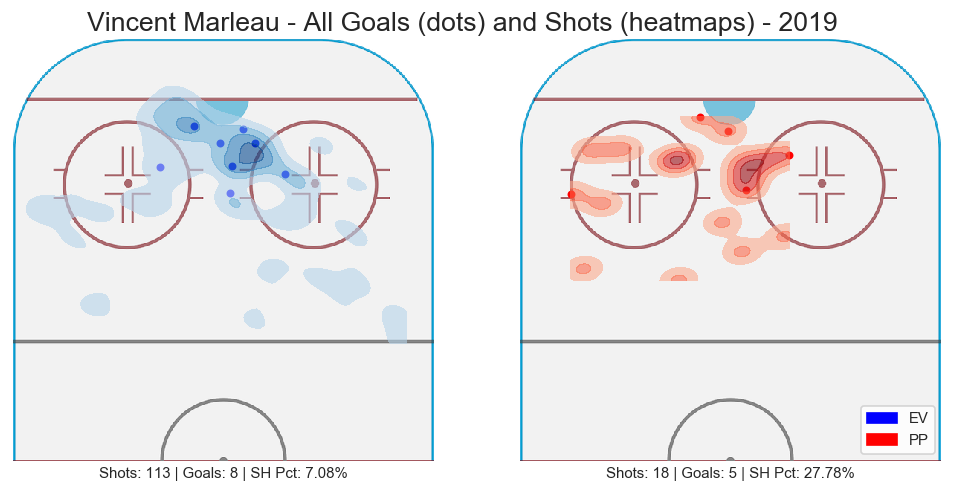 Vincent Marleau - All Goals (dots) and Shots (heatmaps) - 2019
EV
PP
Shots: 113 | Goals: 8 | SH Pct: 7.08%
Shots: 18 | Goals: 5 | SH Pct: 27.78%